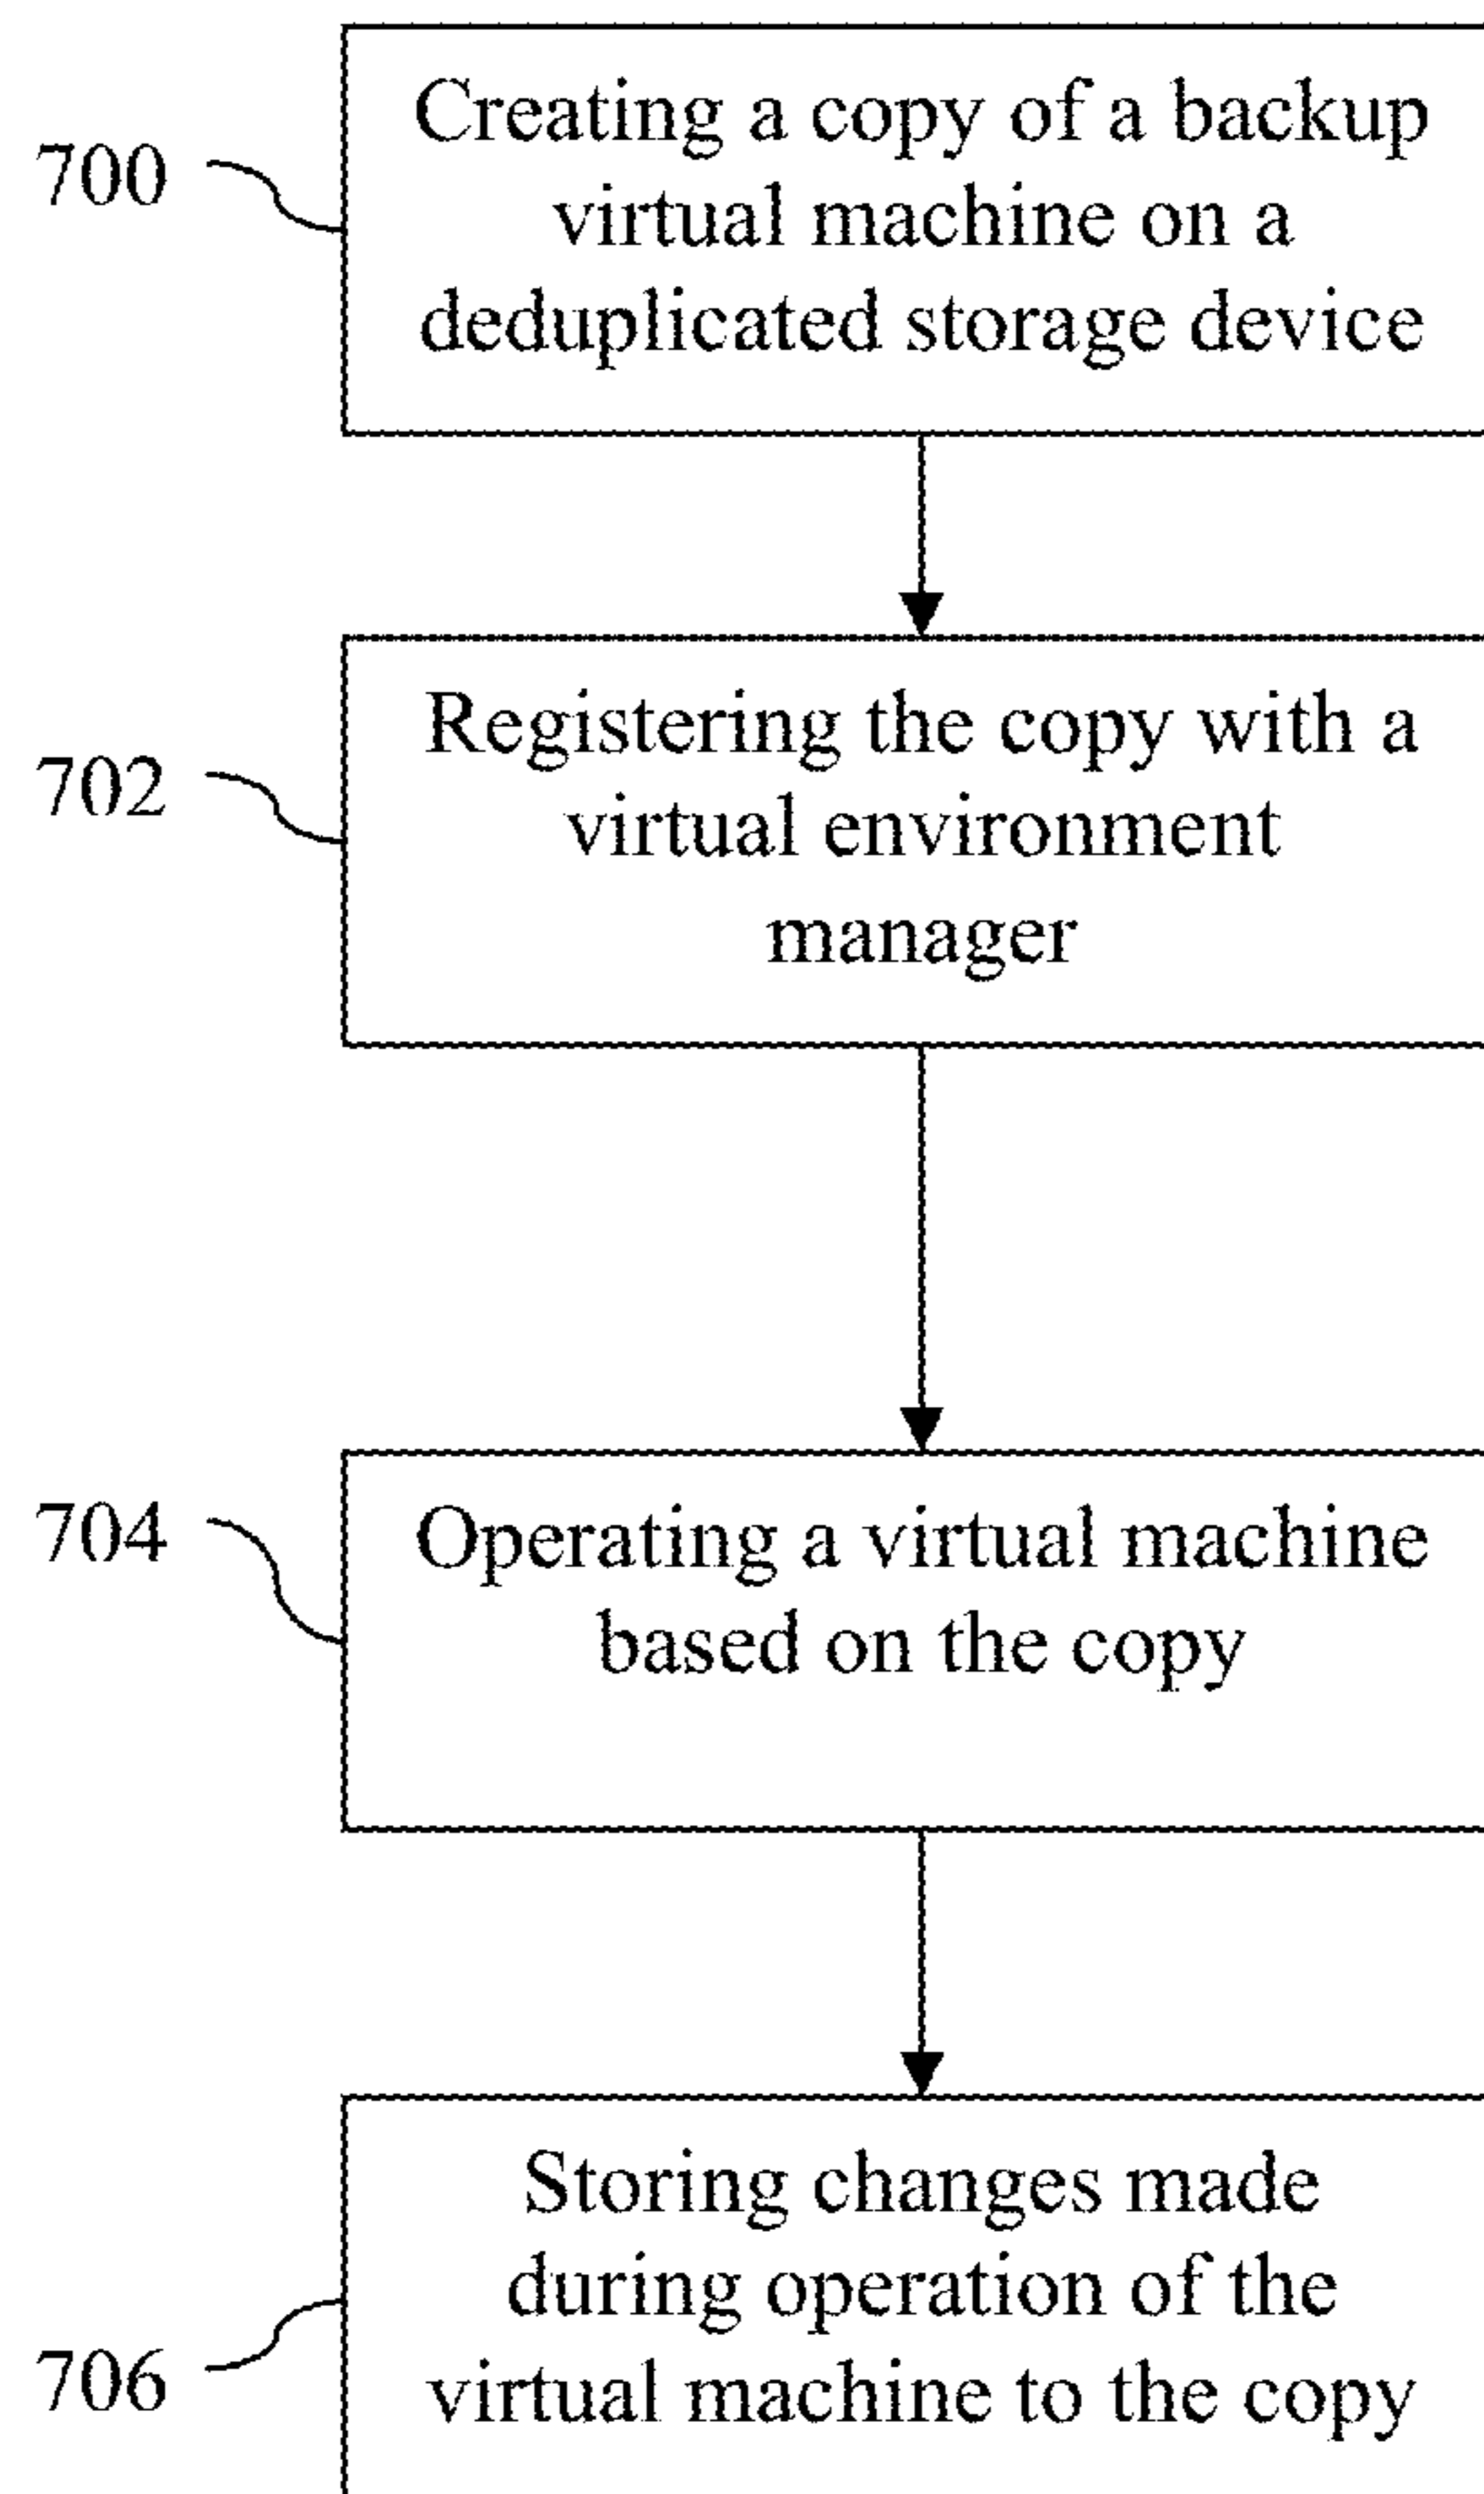 700
Creating a copy of a backup
virtual machine on a
deduplicated storage device
702
Registering the copy with a
virtual environment
manager
704
Operating a virtual machine
based on the copy
706
Storing changes made
during operation of the
virtual machine to the copy